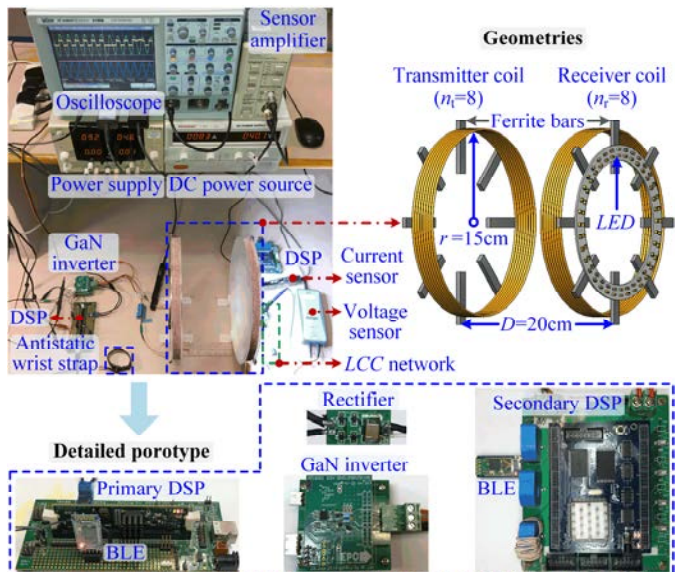 Sensor
amplifier
Oscilloscope
Power supply
DC power source
GaN
inverter
DSP
Antistatic
wrist strap
DSP
Current
sensor
Voltage
sensor
LCC network
Geometries
Transmitter coil
(nt=8)
Receiver coil
(nr=8)
Ferrite bars
r=15cm
LED
D=20cm
Detailed porotype
Primary DSP
BLE
Rectifier
GaN inverter
EPC
Secondary DSP
BLE